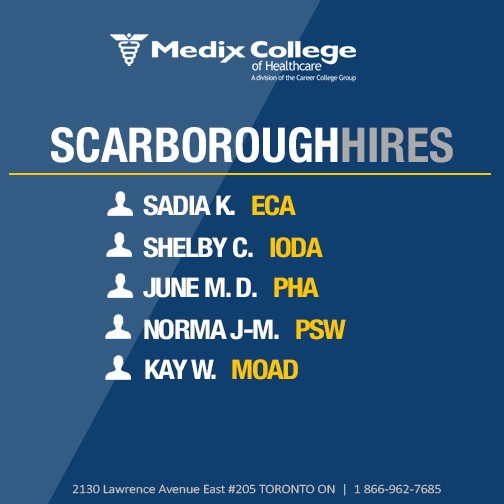 Medix College
of Healthcare
A division of the Career College Group
SCARBOROUGHHIRES
SADIA K. ECA
SHELBY C. IODA
JUNE M. D. PHA
NORMA J-M. PSW
KAY W. MOAD
2130 Lawrence Avenue East #205 TORONTO ON | 1 866-962-7685